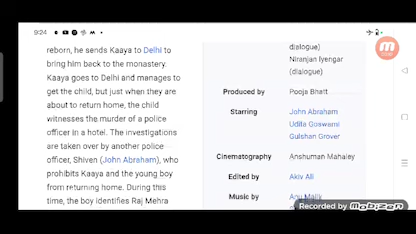 9:24
reborn, he sends Kaaya to Delhi to
bring him back to the monastery.
Kaaya goes to Delhi and manages to
get the child, but just when they are
about to return home, the child
witnesses the murder of a police
officer in a hotel. The investigations
are taken over by another police
officer, Shiven (John Abraham), who
prohibits Kaaya and the young boy
from returning home. During this
time, the boy identifies Raj Mehra
dialogue)
Niranjan Iyengar
(dialogue)
Produced by Pooja Bhatt
Starring John Abraham
Udita Goswami
Gulshan Grover
Cinematography Anshuman Mahaley
Edited by Akiv Ali
Music by Anu Malik
Recorded by mobizen